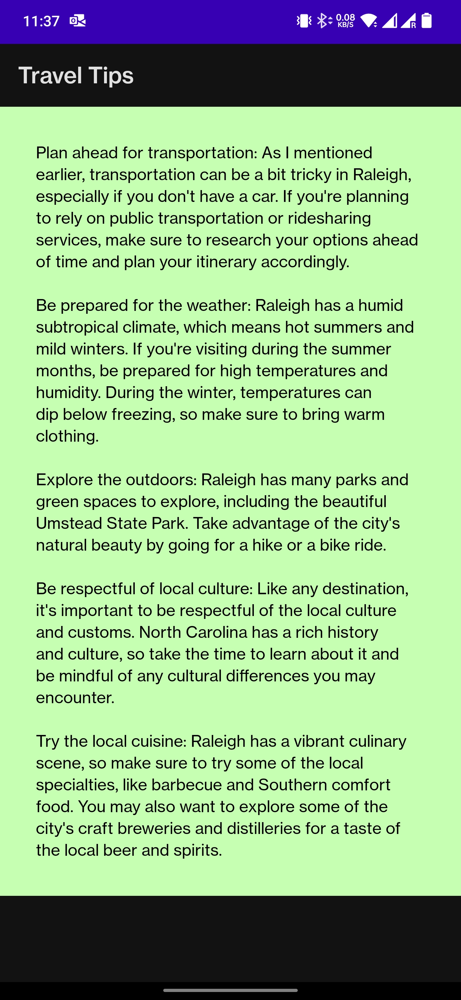 11:37
0.08
KB/S
R
Travel Tips
Plan ahead for transportation: As I mentioned
earlier, transportation can be a bit tricky in Raleigh,
especially if you don't have a car. If you're planning
to rely on public transportation or ridesharing
services, make sure to research your options ahead
of time and plan your itinerary accordingly.
Be prepared for the weather: Raleigh has a humid
subtropical climate, which means hot summers and
mild winters. If you're visiting during the summer
months, be prepared for high temperatures and
humidity. During the winter, temperatures can
dip below freezing, so make sure to bring warm
clothing.
Explore the outdoors: Raleigh has many parks and
green spaces to explore, including the beautiful
Umstead State Park. Take advantage of the city's
natural beauty by going for a hike or a bike ride.
Be respectful of local culture: Like any destination,
it's important to be respectful of the local culture
and customs. North Carolina has a rich history
and culture, so take the time to learn about it and
be mindful of any cultural differences you may
encounter.
Try the local cuisine: Raleigh has a vibrant culinary
scene, so make sure to try some of the local
specialties, like barbecue and Southern comfort
food. You may also want to explore some of the
city's craft breweries and distilleries for a taste of
the local beer and spirits.